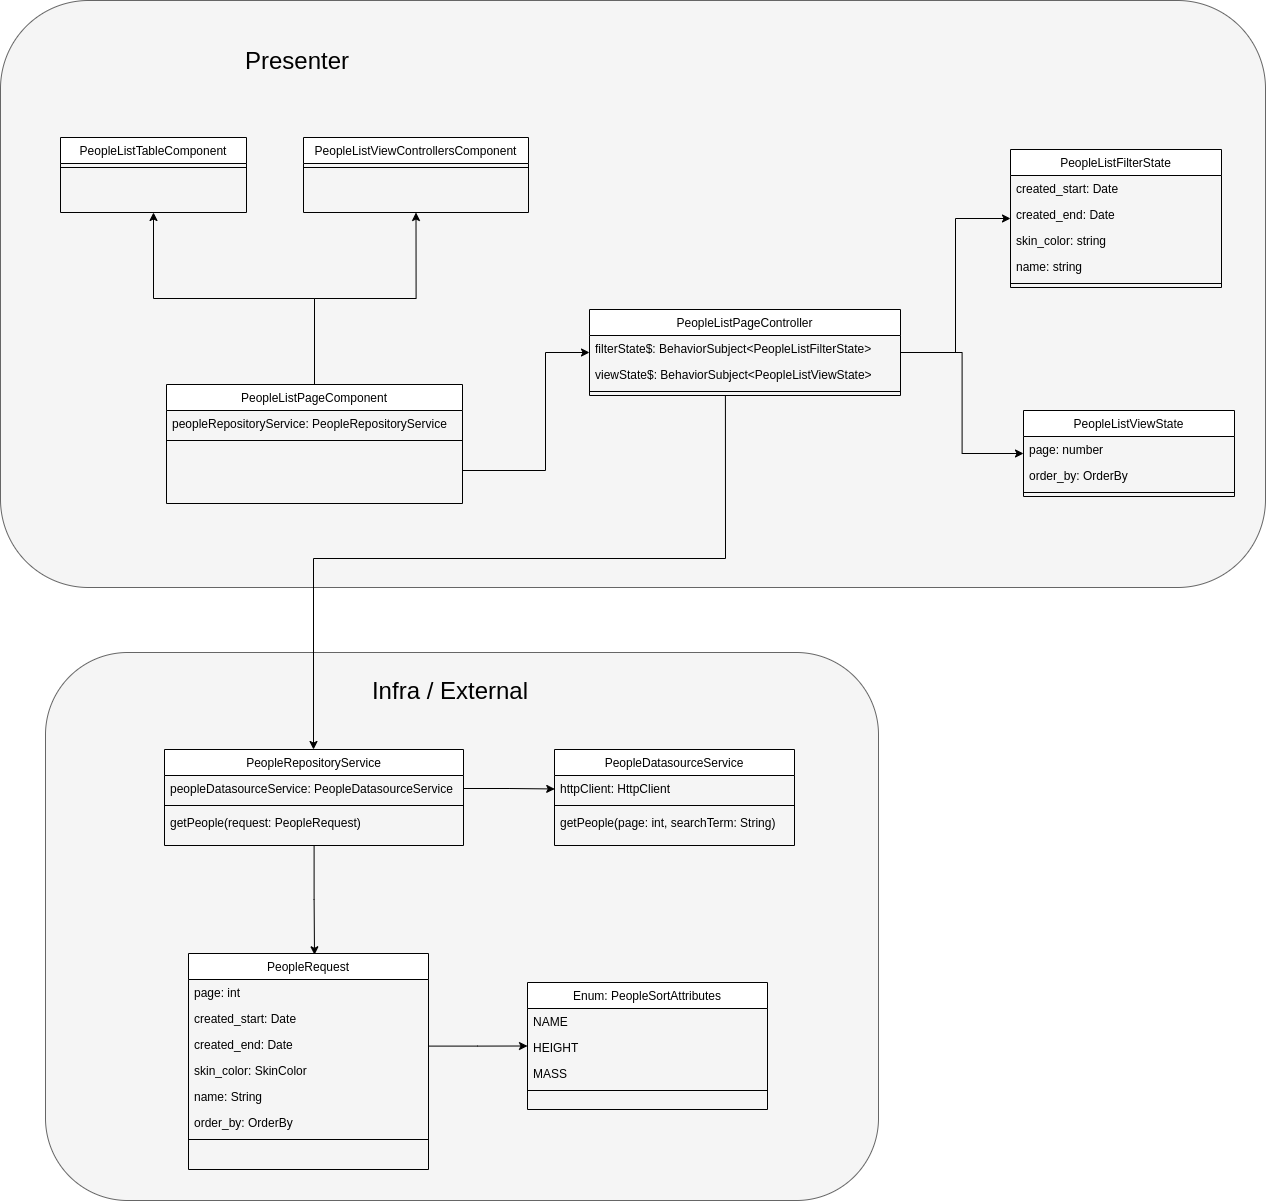 Presenter
PeopleListTableComponent
PeopleListViewControllersComponent
PeopleListFilterState
created_start: Date
created_end: Date
skin_color: string
name: string
PeopleListPageController
filterState$: BehaviorSubject<PeopleListFilterState>
viewState$: BehaviorSubject<PeopleListViewState>
PeopleListPageComponent
peopleRepositoryService: PeopleRepositoryService
PeopleListViewState
page: number
order_by: OrderBy
Infra / External
PeopleRepositoryService
peopleDatasourceService: PeopleDatasourceService
getPeople(request: PeopleRequest)
PeopleDatasourceService
httpClient: HttpClient
getPeople(page: int, searchTerm: String)
PeopleRequest
page: int
created_start: Date
created_end: Date
skin_color: SkinColor
name: String
order_by: OrderBy
Enum: PeopleSortAttributes
NAME
HEIGHT
MASS